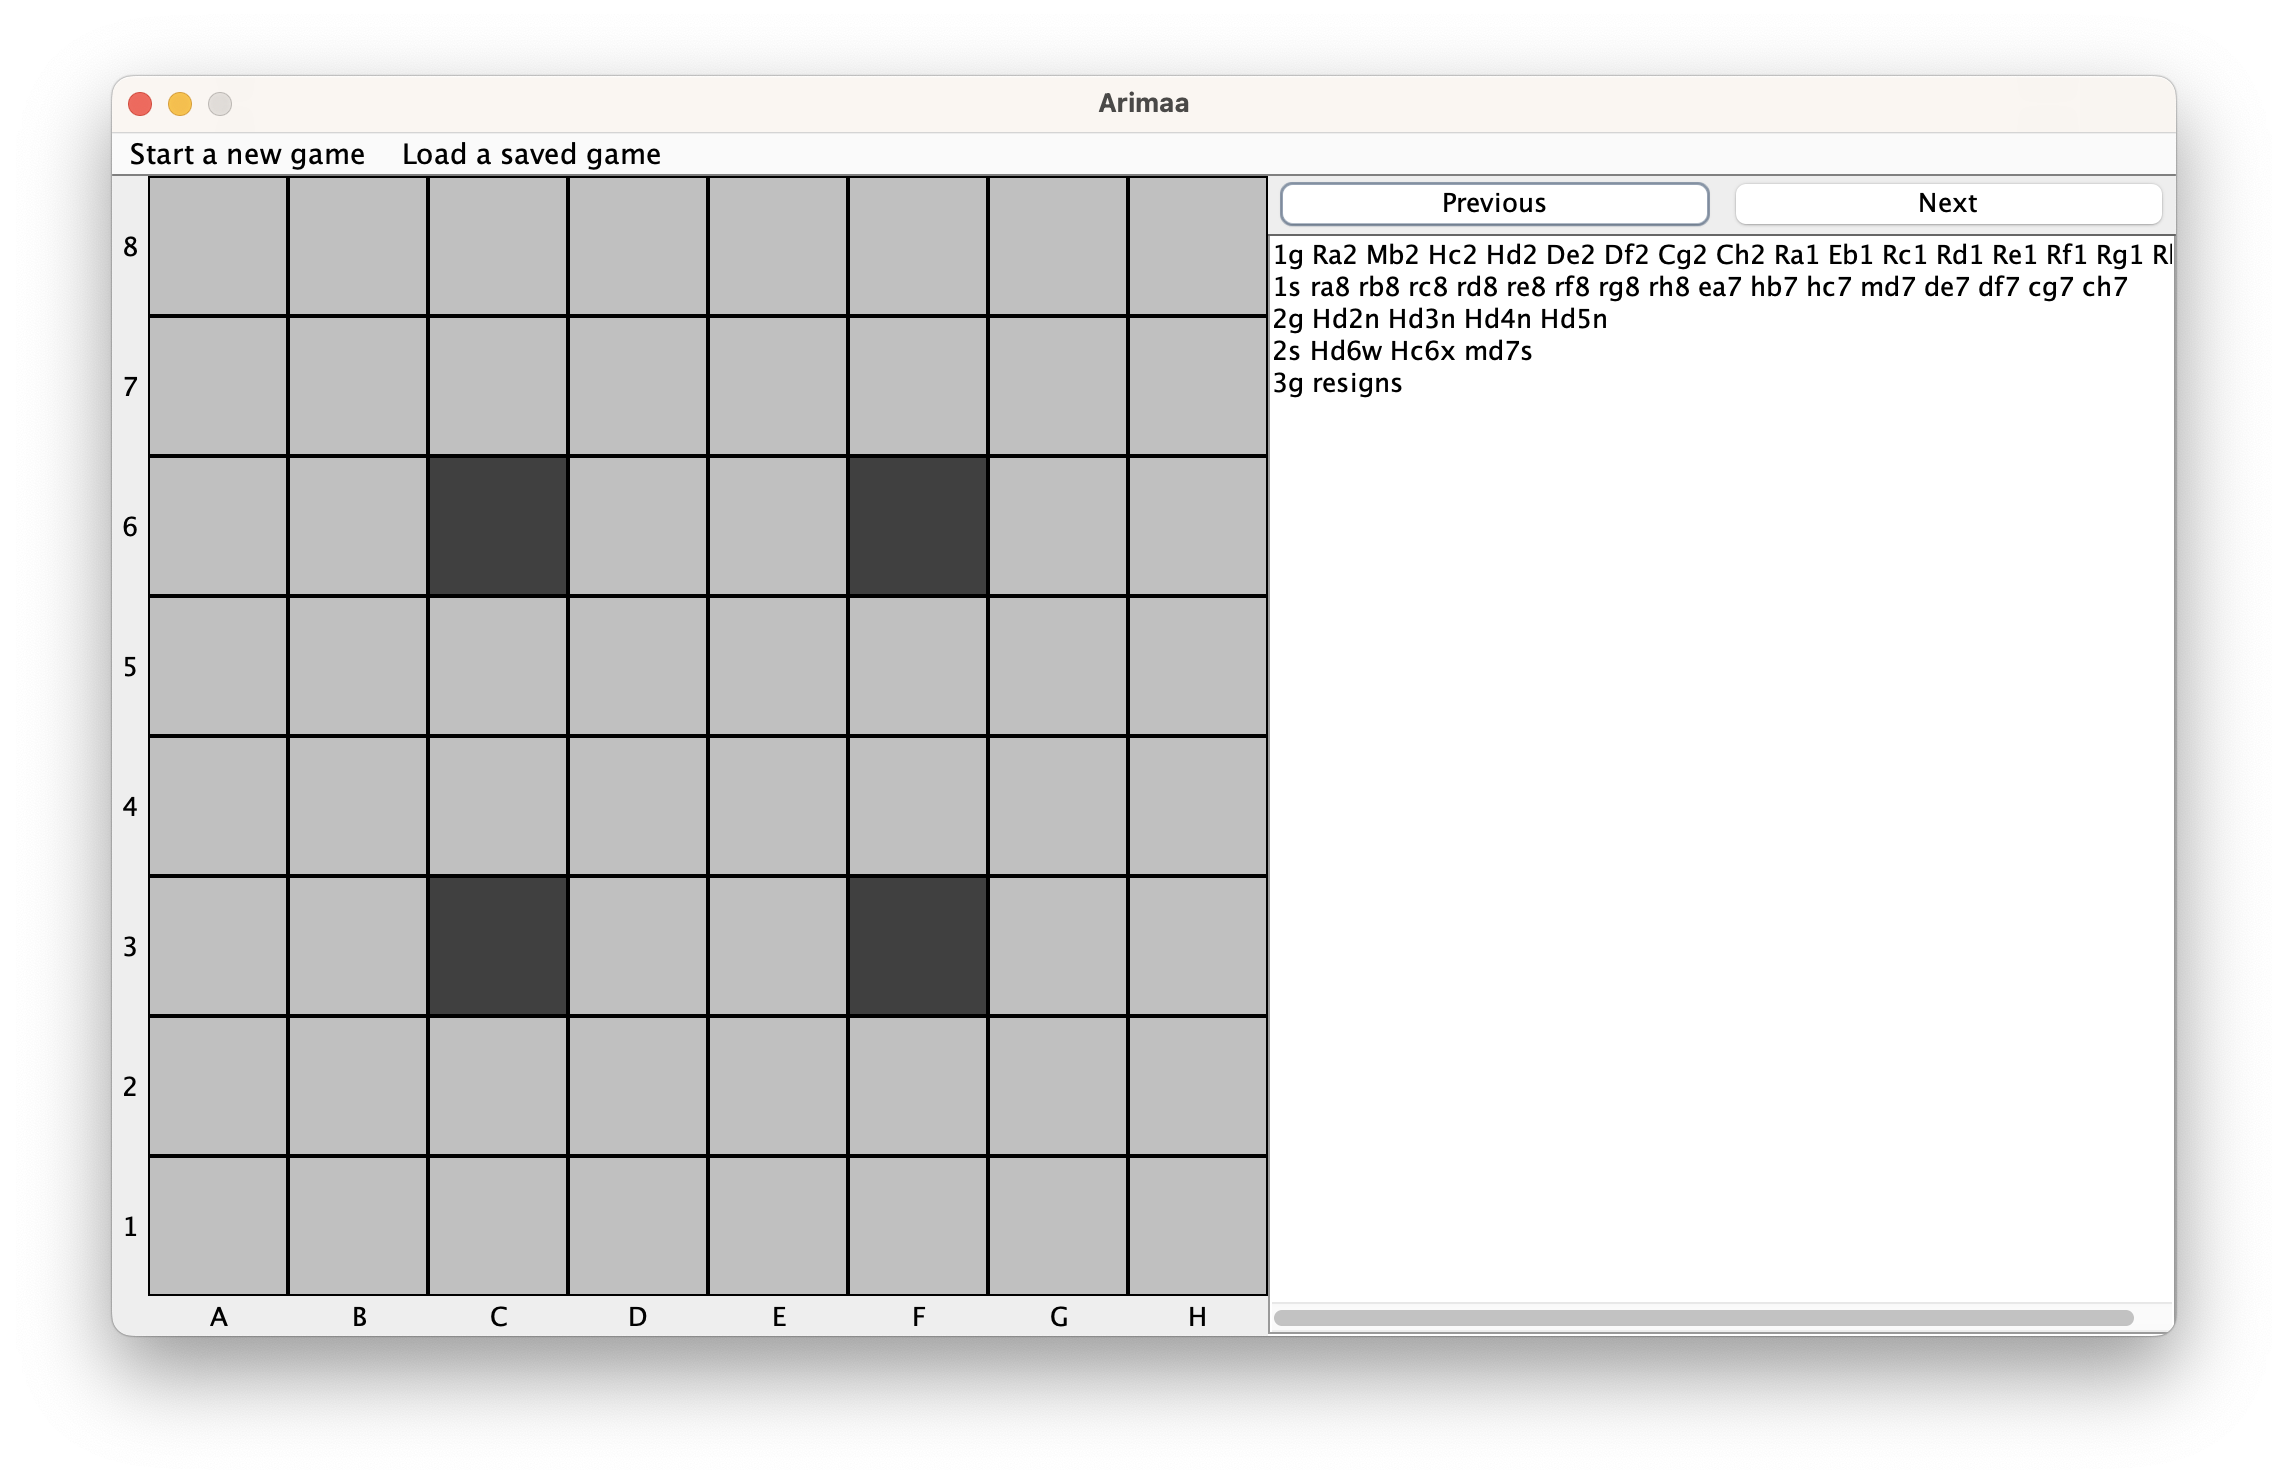 Arimaa
Start a new game Load a saved game
Previous Next
8
7
6
5
4
3
2
1
A B C D E F G H
1g Ra2 Mb2 Hc2 Hd2 De2 Df2 Cg2 Ch2 Ra1 Eb1 Rc1 Rd1 Re1 Rf1 Rg1
1s ra8 rb8 rc8 rd8 re8 rf8 rg8 rh8 ea7 hb7 hc7 md7 de7 df7 cg7 ch7
2g Hd2n Hd3n Hd4n Hd5n
2s Hd6w Hc6x md7s
3g resigns